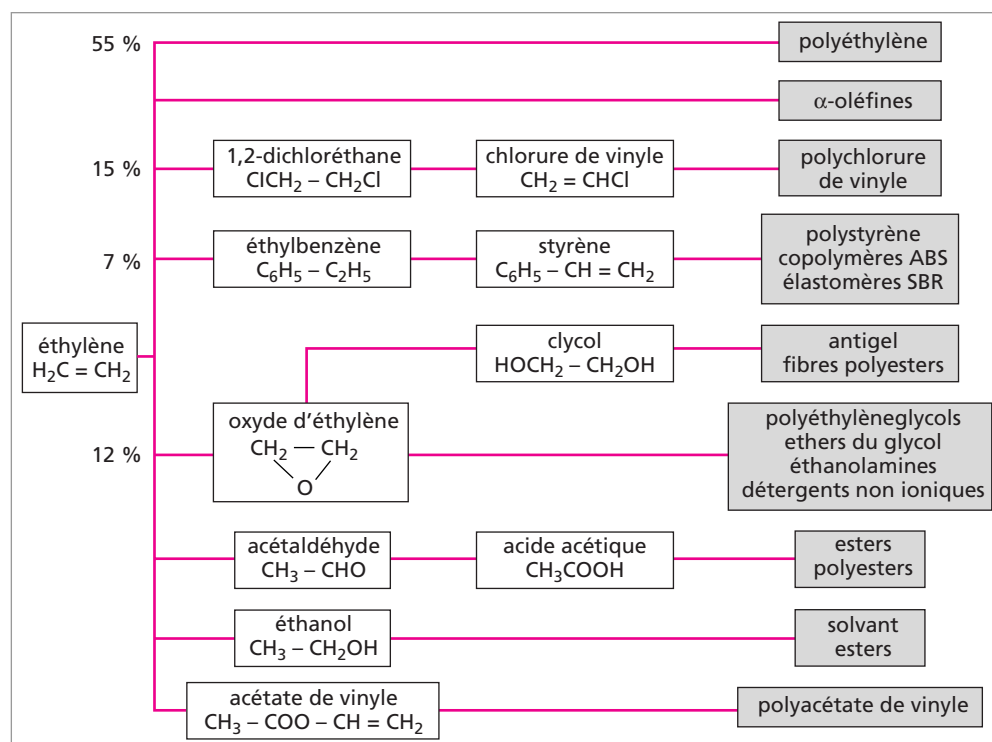 55 %
polyéthylène
α-oléfines
15 %
1,2-dichloréthane
ClCH₂ – CH₂Cl
chlorure de vinyle
CH₂ = CHCl
polychlorure
de vinyle
7 %
éthylbenzène
C₆H₅ – C₂H₅
styrène
C₆H₅ – CH = CH₂
polystyrène
copolymères ABS
élastomères SBR
éthylène
H₂C = CH₂
clycol
HOCH₂ – CH₂OH
antigel
fibres polyesters
12 %
oxyde d'éthylène
CH₂ — CH₂
O
polyéthylèneglycols
ethers du glycol
éthanolamines
détergents non ioniques
acétaldéhyde
CH₃ – CHO
acide acétique
CH₃COOH
esters
polyesters
éthanol
CH₃ – CH₂OH
solvant
esters
acétate de vinyle
CH₃ – COO – CH = CH₂
polyacétate de vinyle